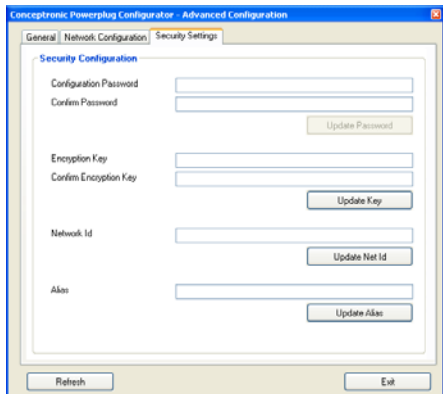 Conceptronic Powerplug Configurator - Advanced Configuration
General Network Configuration Security Settings
Security Configuration
Configuration Password
Confirm Password
Update Password
Encryption Key
Confirm Encryption Key
Update Key
Network Id
Update Net Id
Alias
Update Alias
Refresh Exit